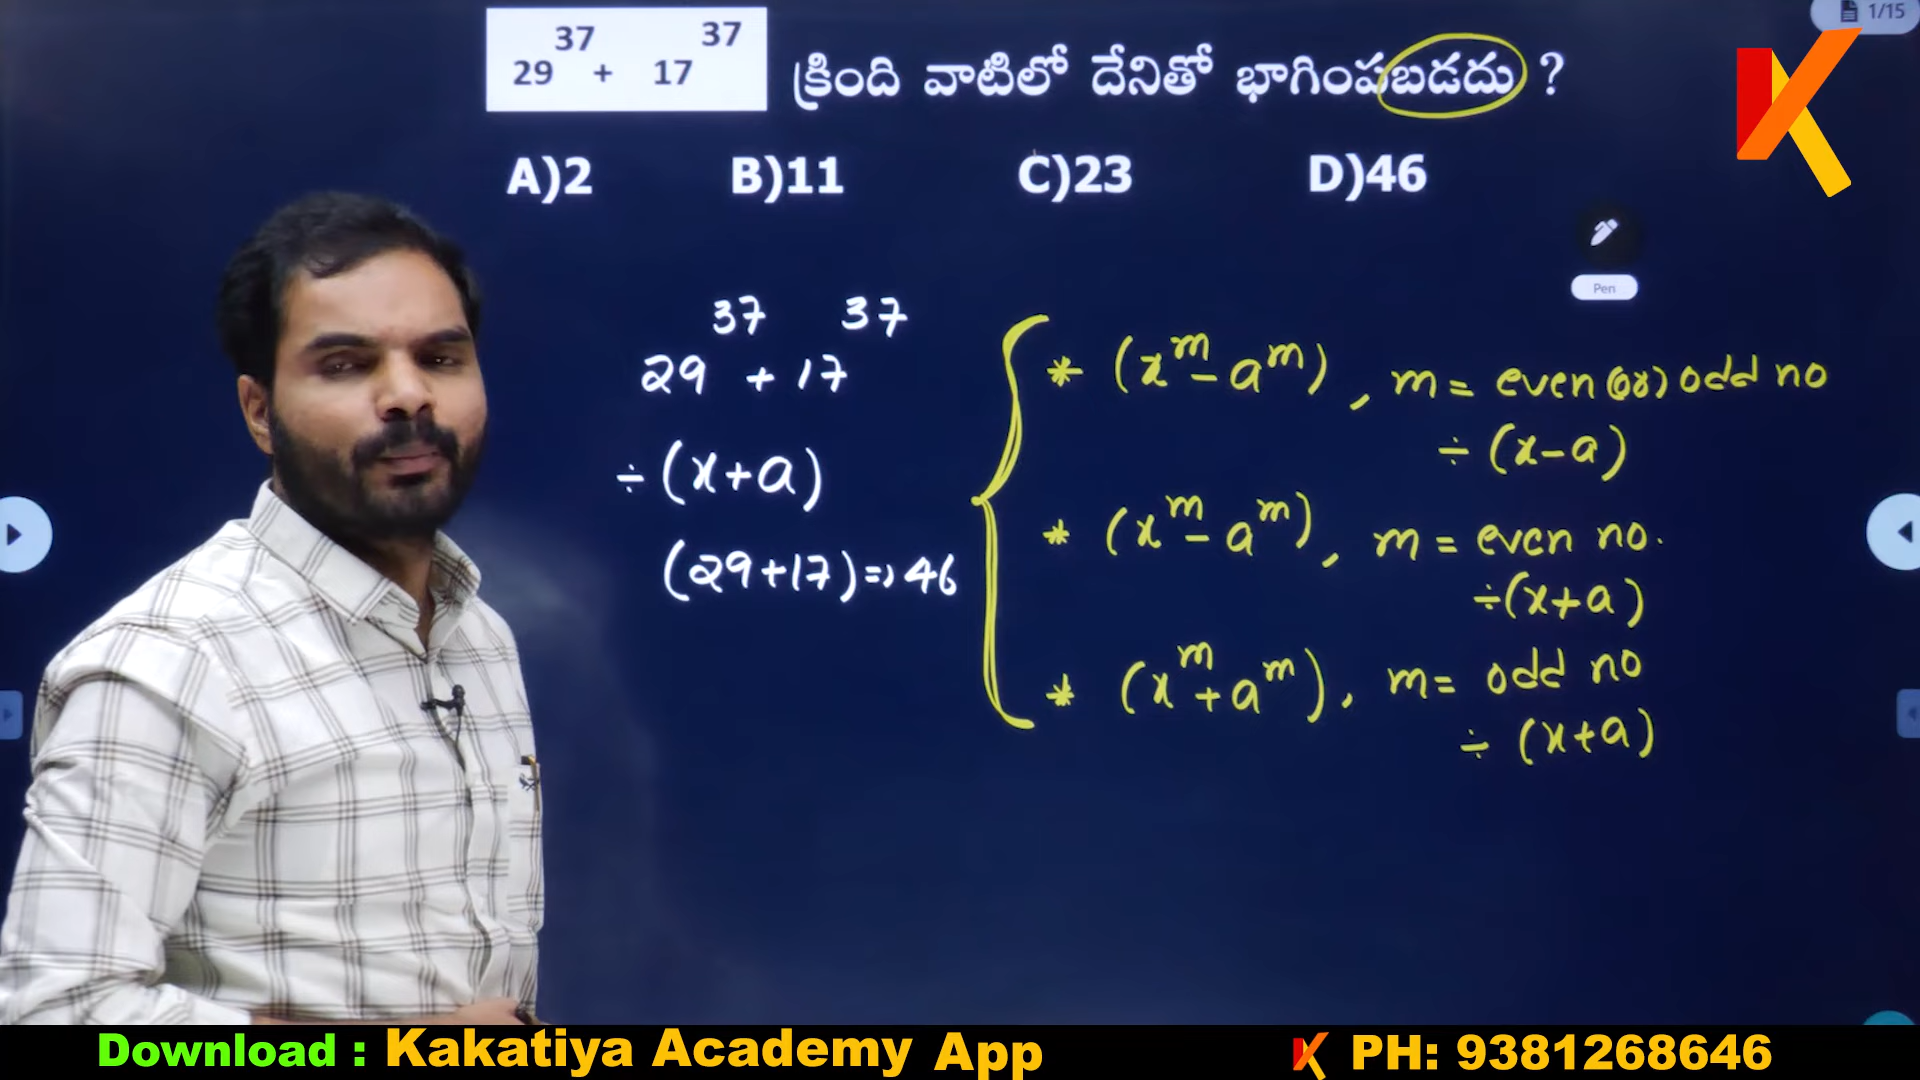 1/15
29^37 + 17^37 క్రింది వాటిలో దేనితో భాగింపబడదు ?
A)2 B)11 C)23 D)46
Pen
29^37 + 17^37
÷ (x+a)
(29+17)=>46
* (x^m - a^m), m = even (or) odd no
÷ (x-a)
* (x^m - a^m), m = even no.
÷(x+a)
* (x^m + a^m), m = odd no
÷ (x+a)
Download : Kakatiya Academy App
PH: 9381268646